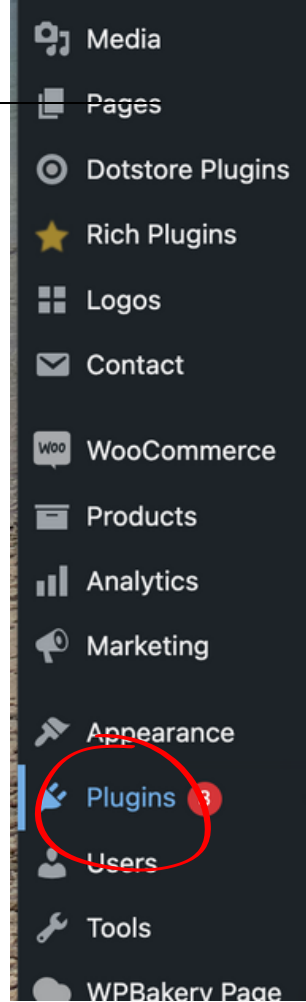 Media
Pages
Dotstore Plugins
Rich Plugins
Logos
Contact
Woo WooCommerce
Products
Analytics
Marketing
Appearance
Plugins 3
Users
Tools
WPBakery Page